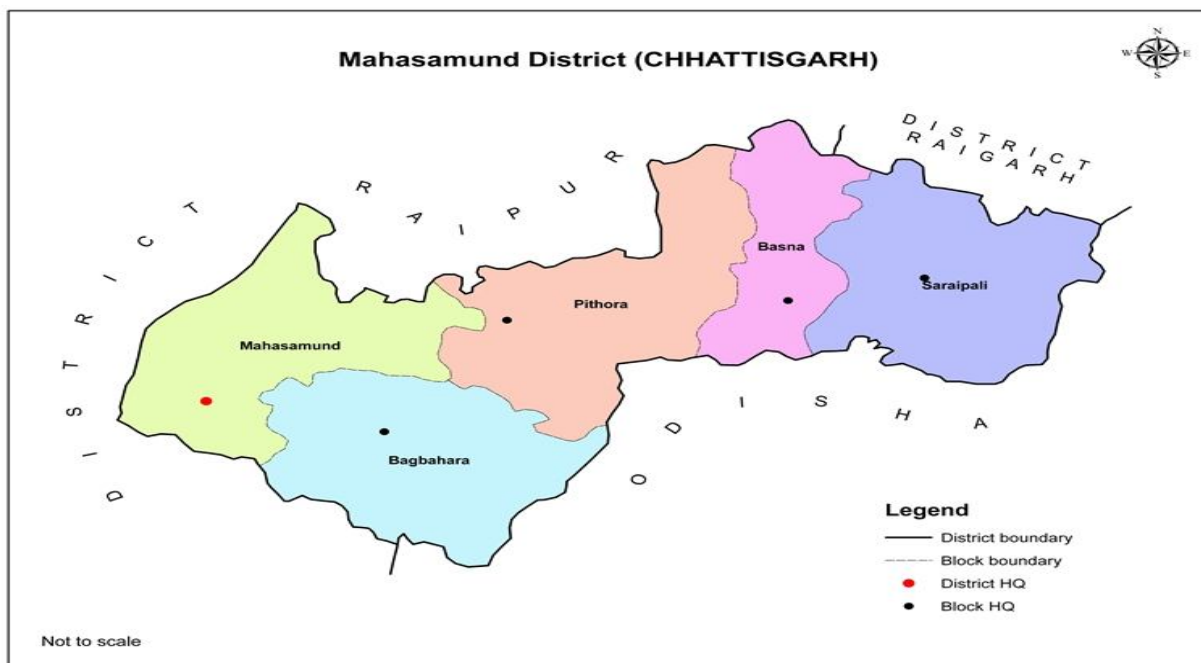 Mahasamund District (CHHATTISGARH)
N
W E
S
DISTRICT
RAIGARH
DISTRICT RAIPUR
Basna
Saraipali
Pithora
Mahasamund
Bagbahara
ODISHA
Legend
District boundary
Block boundary
District HQ
Block HQ
Not to scale